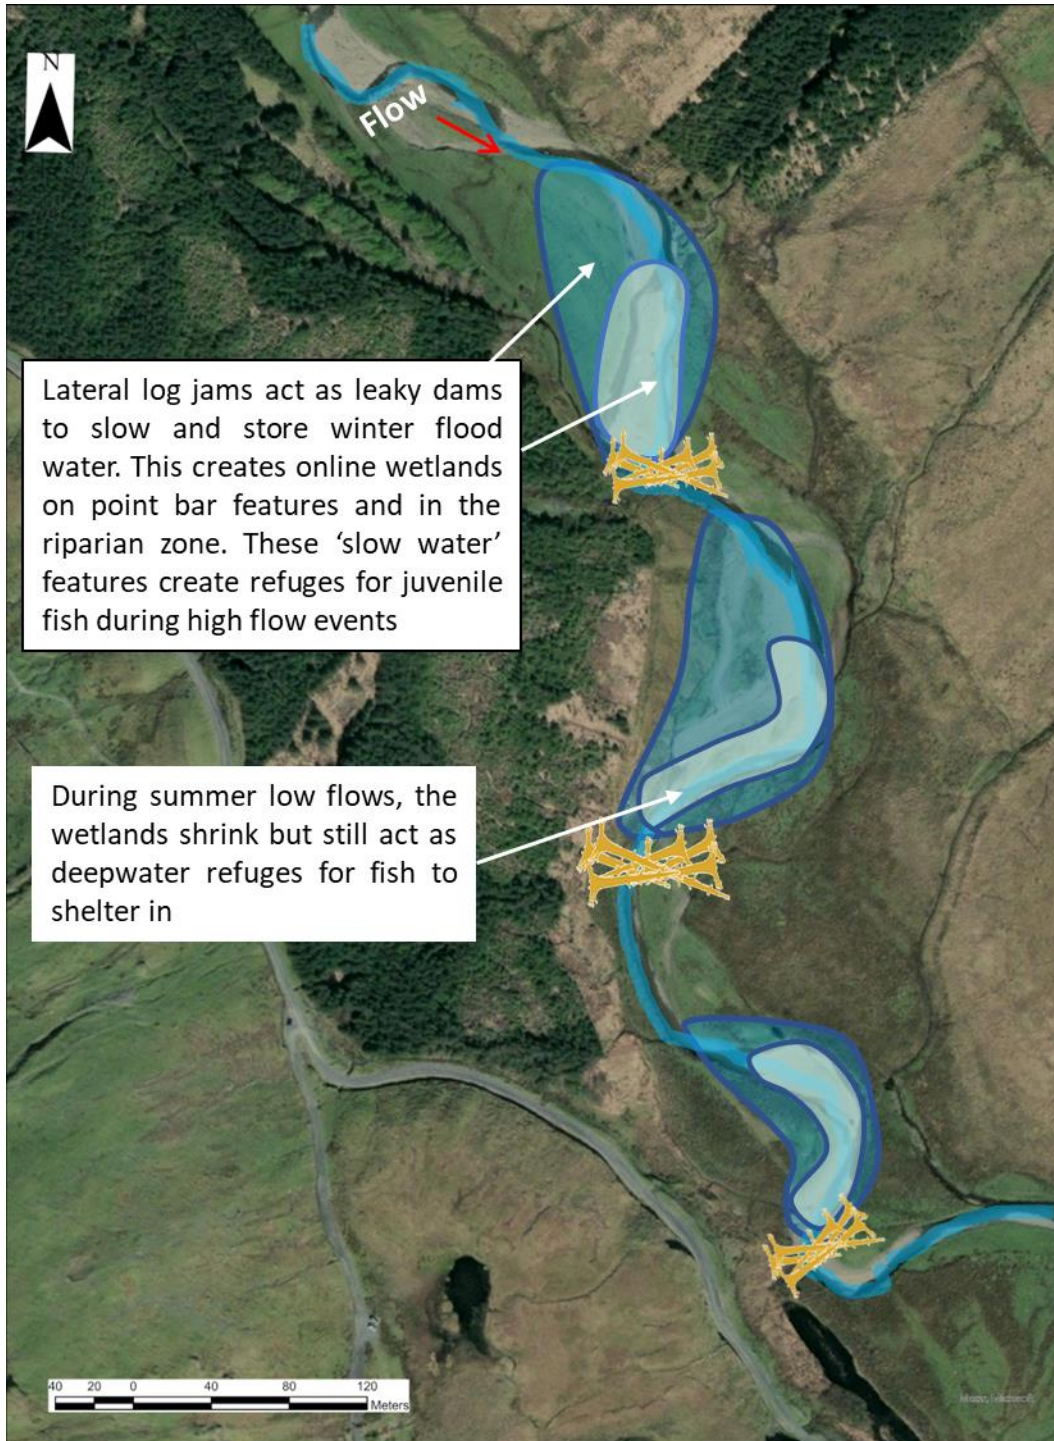 N
Flow
Lateral log jams act as leaky dams
to slow and store winter flood
water. This creates online wetlands
on point bar features and in the
riparian zone. These ‘slow water’
features create refuges for juvenile
fish during high flow events
During summer low flows, the
wetlands shrink but still act as
deepwater refuges for fish to
shelter in
40 20 0 40 80 120
Meters